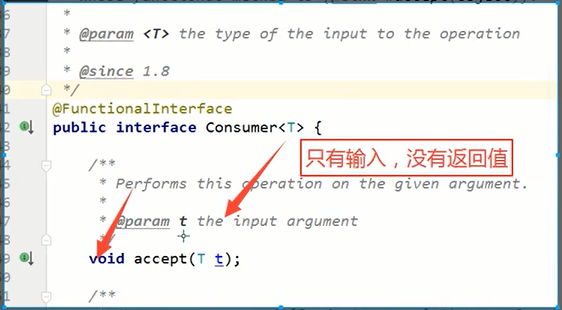 * @param <T> the type of the input to the operation
*
* @since 1.8
*/
@FunctionalInterface
public interface Consumer<T> {
只有输入，没有返回值
/**
* Performs this operation on the given argument.
*
* @param t the input argument
*/
void accept(T t);
/**